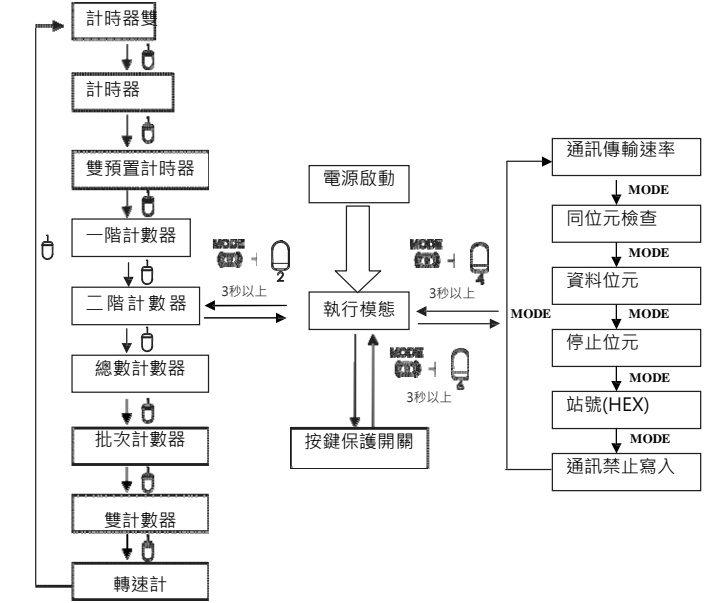 計時器雙
計時器
雙預置計時器
一階計數器
二階計數器
總數計數器
批次計數器
雙計數器
轉速計
電源啟動
MODE
2
3秒以上
執行模態
MODE
4
3秒以上
MODE
3秒以上
按鍵保護開關
通訊傳輸速率
MODE
同位元檢查
MODE
資料位元
MODE
MODE
停止位元
MODE
站號(HEX)
MODE
通訊禁止寫入